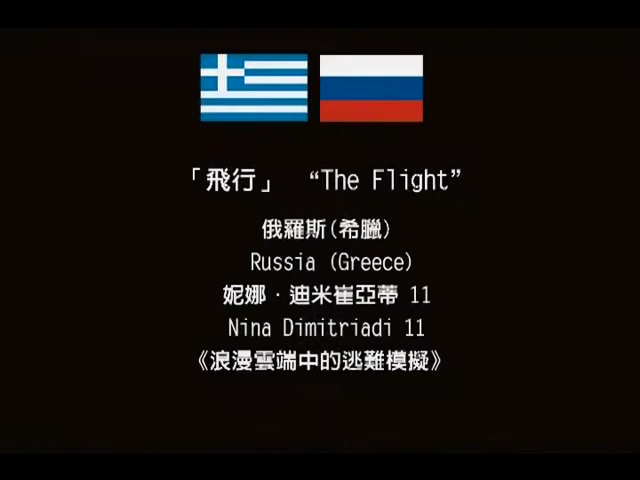 「飛行」 “The Flight”
俄羅斯(希臘)
Russia (Greece)
妮娜·迪米崔亞蒂 11
Nina Dimitriadi 11
《浪漫雲端中的逃難模擬》